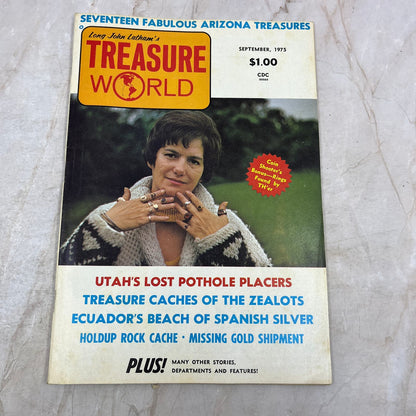 SEVENTEEN FABULOUS ARIZONA TREASURES
Long John Latham's
TREASURE
WORLD
SEPTEMBER, 1975
$1.00
CDC
Coin
Shooter's
Bonus—Rings
Found by
TH'er
UTAH'S LOST POTHOLE PLACERS
TREASURE CACHES OF THE ZEALOTS
ECUADOR'S BEACH OF SPANISH SILVER
HOLDUP ROCK CACHE • MISSING GOLD SHIPMENT
PLUS! MANY OTHER STORIES,
DEPARTMENTS AND FEATURES!